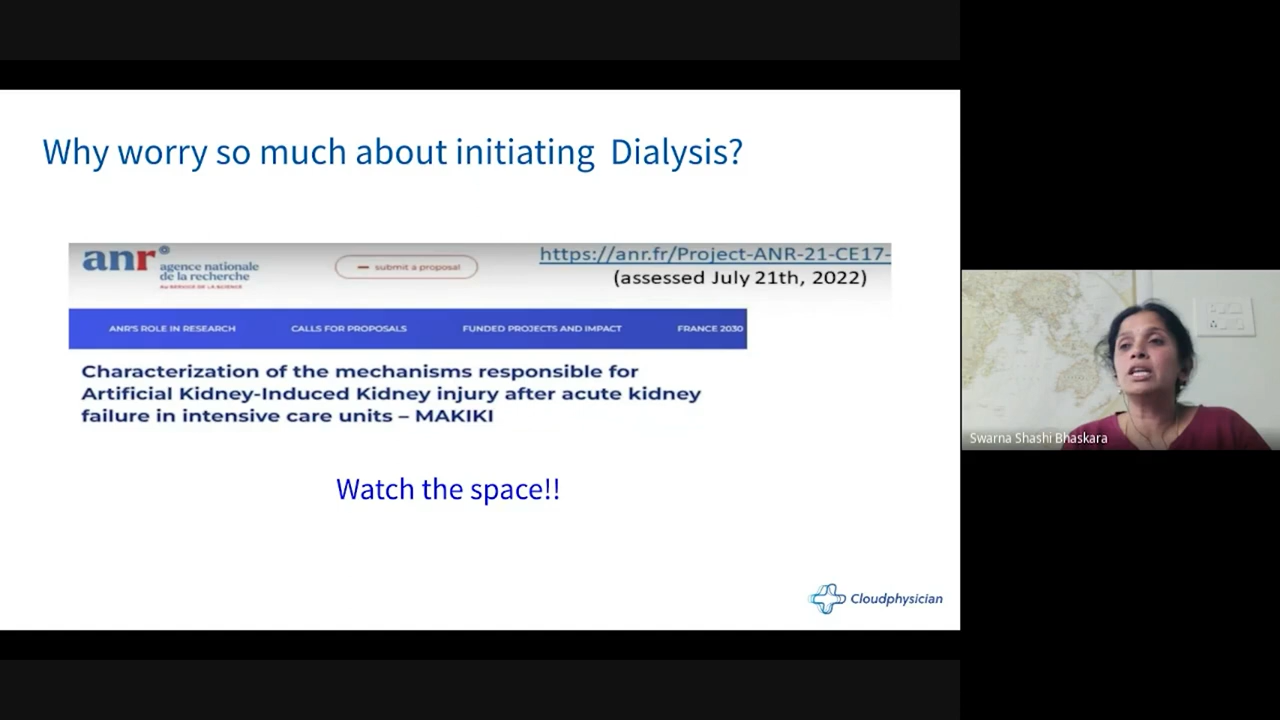 Why worry so much about initiating Dialysis?
anr
agence nationale
de la recherche
AU SERVICE DE LA SCIENCE
submit a proposal
https://anr.fr/Project-ANR-21-CE17-
(assessed July 21th, 2022)
ANR'S ROLE IN RESEARCH CALLS FOR PROPOSALS FUNDED PROJECTS AND IMPACT FRANCE 2030
Characterization of the mechanisms responsible for
Artificial Kidney-Induced Kidney injury after acute kidney
failure in intensive care units – MAKIKI
Watch the space!!
Cloudphysician
Swarna Shashi Bhaskara